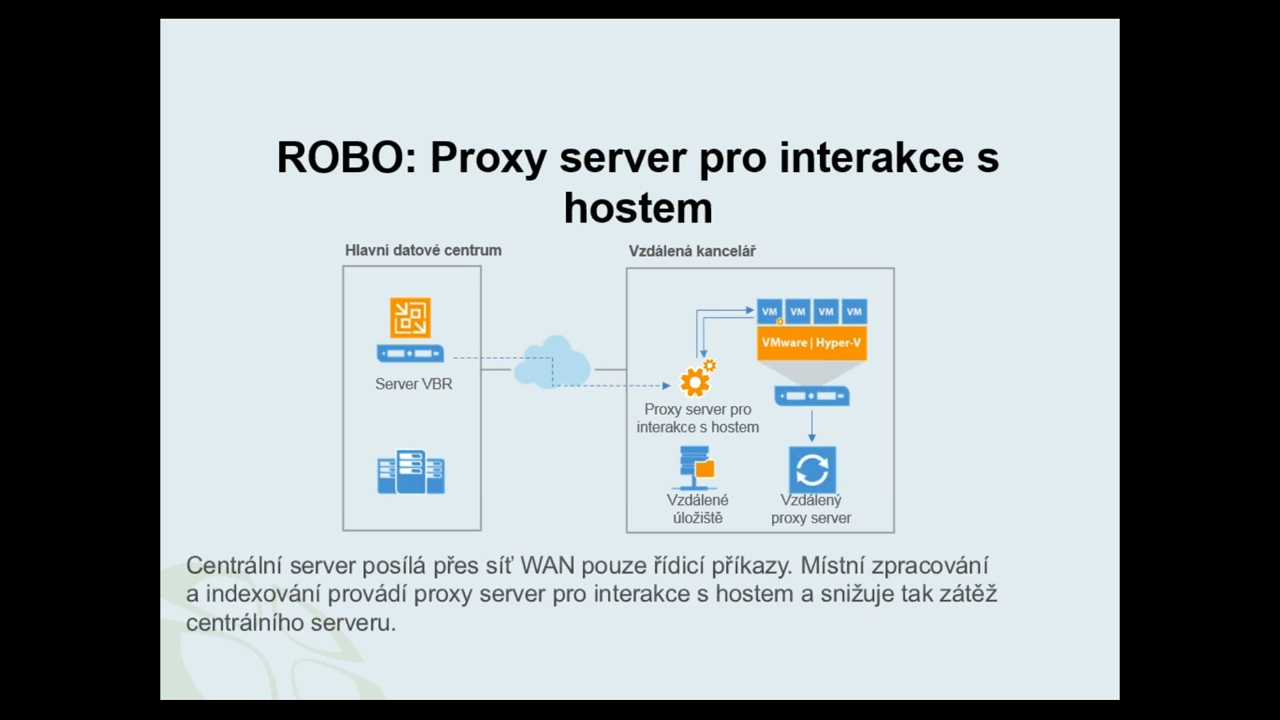 ROBO: Proxy server pro interakce s
hostem
Hlavní datové centrum
Vzdálená kancelář
VM VM VM VM
VMware | Hyper-V
Server VBR
Proxy server pro
interakce s hostem
Vzdálené
úložiště
Vzdálený
proxy server
Centrální server posílá přes síť WAN pouze řídicí příkazy. Místní zpracování
a indexování provádí proxy server pro interakce s hostem a snižuje tak zátěž
centrálního serveru.